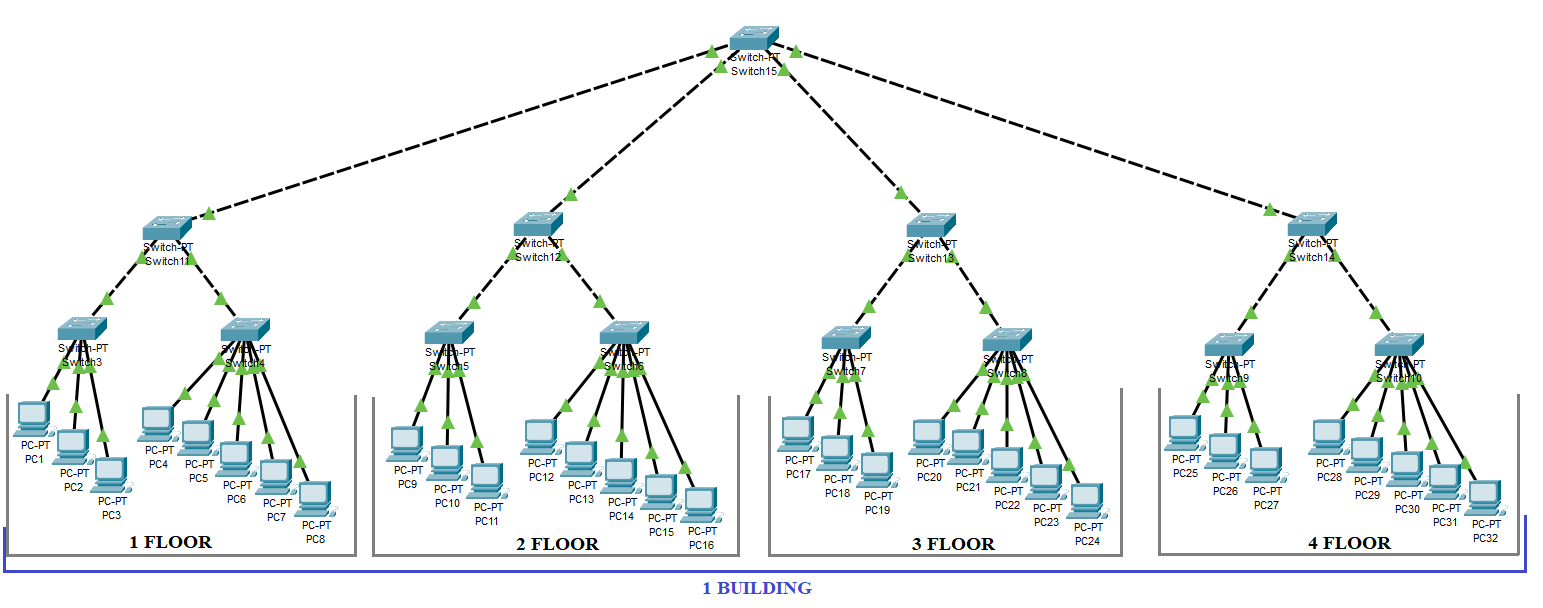 Switch-PT
Switch15
Switch-PT
Switch11
Switch-PT
Switch12
Switch-PT
Switch13
Switch-PT
Switch14
Switch-PT
Switch3
Switch-PT
Switch4
Switch-PT
Switch5
Switch-PT
Switch6
Switch-PT
Switch7
Switch-PT
Switch8
Switch-PT
Switch9
Switch-PT
Switch10
PC-PT
PC1
PC-PT
PC2
PC-PT
PC3
PC-PT
PC4
PC-PT
PC5
PC-PT
PC6
PC-PT
PC7
PC-PT
PC8
1 FLOOR
PC-PT
PC9
PC-PT
PC10
PC-PT
PC11
PC-PT
PC12
PC-PT
PC13
PC-PT
PC14
PC-PT
PC15
PC-PT
PC16
2 FLOOR
PC-PT
PC17
PC-PT
PC18
PC-PT
PC19
PC-PT
PC20
PC-PT
PC21
PC-PT
PC22
PC-PT
PC23
PC-PT
PC24
3 FLOOR
PC-PT
PC25
PC-PT
PC26
PC-PT
PC27
PC-PT
PC28
PC-PT
PC29
PC-PT
PC30
PC-PT
PC31
PC-PT
PC32
4 FLOOR
1 BUILDING